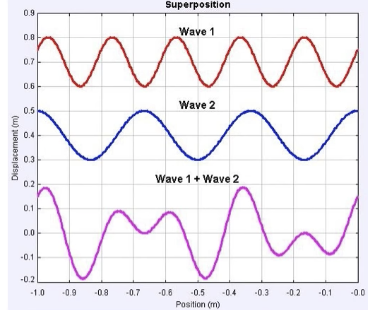 Superposition
0.9
0.8
0.7
0.6
0.5
0.4
0.3
0.2
0.1
0.0
-0.1
-0.2
Displacement (m)
Wave 1
Wave 2
Wave 1 + Wave 2
-1.0 -0.9 -0.8 -0.7 -0.6 -0.5 -0.4 -0.3 -0.2 -0.1 -0.0
Position (m)